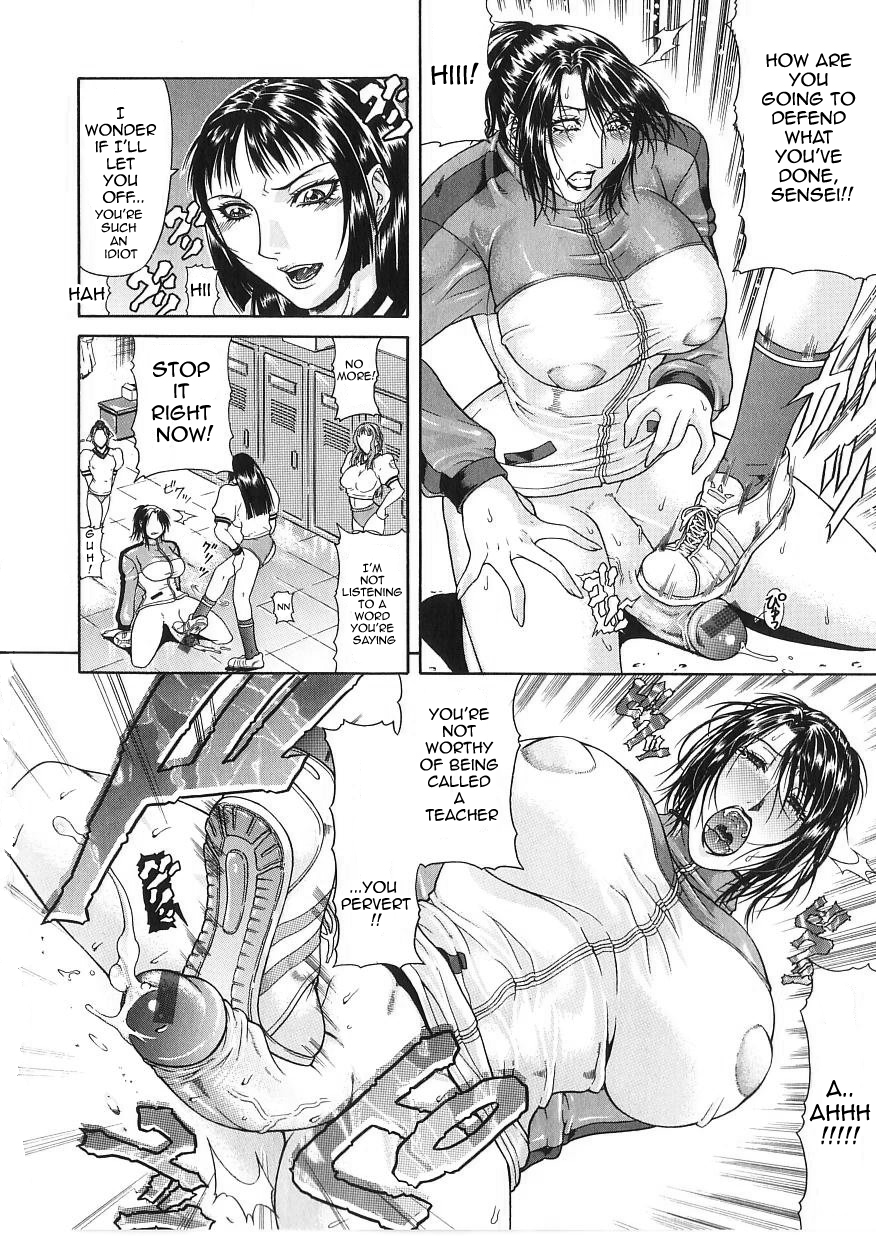 HOW ARE
YOU
GOING TO
DEFEND
WHAT
YOU'VE
DONE,
SENSEI!!
HIII!
I
WONDER
IF I'LL
LET
YOU
OFF...
YOU'RE
SUCH
AN
IDIOT
HII
HAH
NO
MORE!
STOP
IT
RIGHT
NOW!
I'M
NOT
LISTENING
TO A
WORD
YOU'RE
SAYING
NN
GUH!
YOU'RE
NOT
WORTHY
OF BEING
CALLED
A
TEACHER
...YOU
PERVERT
!!
A..
AHHH
!!!!!